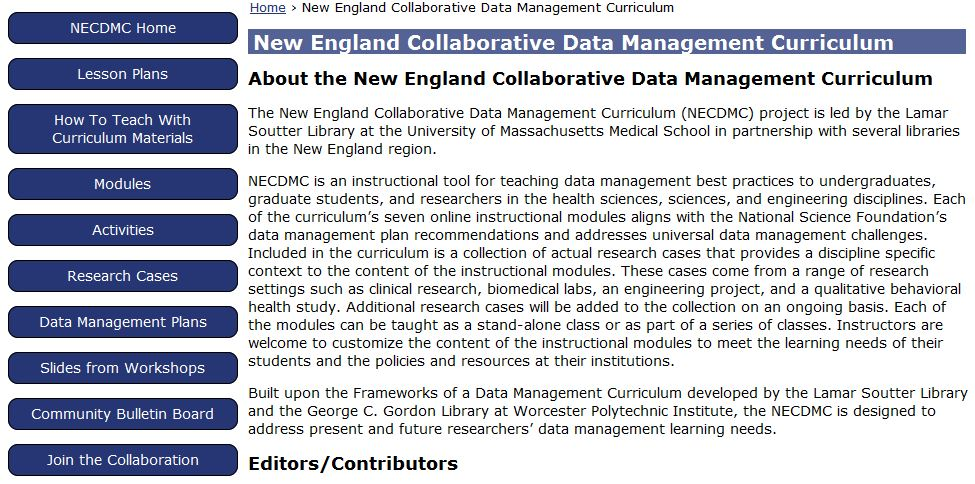 NECDMC Home
Lesson Plans
How To Teach With
Curriculum Materials
Modules
Activities
Research Cases
Data Management Plans
Slides from Workshops
Community Bulletin Board
Join the Collaboration
Home › New England Collaborative Data Management Curriculum
New England Collaborative Data Management Curriculum
About the New England Collaborative Data Management Curriculum
The New England Collaborative Data Management Curriculum (NECDMC) project is led by the Lamar
Soutter Library at the University of Massachusetts Medical School in partnership with several libraries
in the New England region.
NECDMC is an instructional tool for teaching data management best practices to undergraduates,
graduate students, and researchers in the health sciences, sciences, and engineering disciplines. Each
of the curriculum’s seven online instructional modules aligns with the National Science Foundation’s
data management plan recommendations and addresses universal data management challenges.
Included in the curriculum is a collection of actual research cases that provides a discipline specific
context to the content of the instructional modules. These cases come from a range of research
settings such as clinical research, biomedical labs, an engineering project, and a qualitative behavioral
health study. Additional research cases will be added to the collection on an ongoing basis. Each of
the modules can be taught as a stand-alone class or as part of a series of classes. Instructors are
welcome to customize the content of the instructional modules to meet the learning needs of their
students and the policies and resources at their institutions.
Built upon the Frameworks of a Data Management Curriculum developed by the Lamar Soutter Library
and the George C. Gordon Library at Worcester Polytechnic Institute, the NECDMC is designed to
address present and future researchers’ data management learning needs.
Editors/Contributors